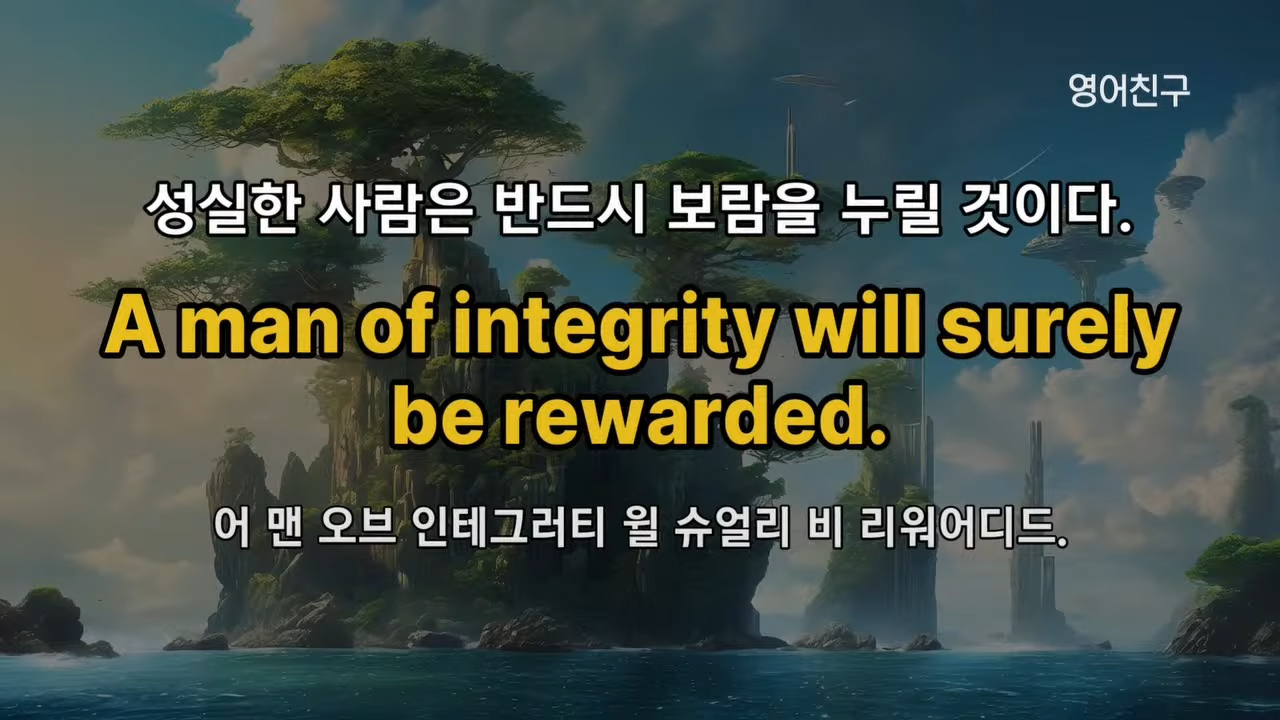 영어친구
성실한 사람은 반드시 보람을 누릴 것이다.
A man of integrity will surely
be rewarded.
어 맨 오브 인테그러티 윌 슈얼리 비 리워어디드.